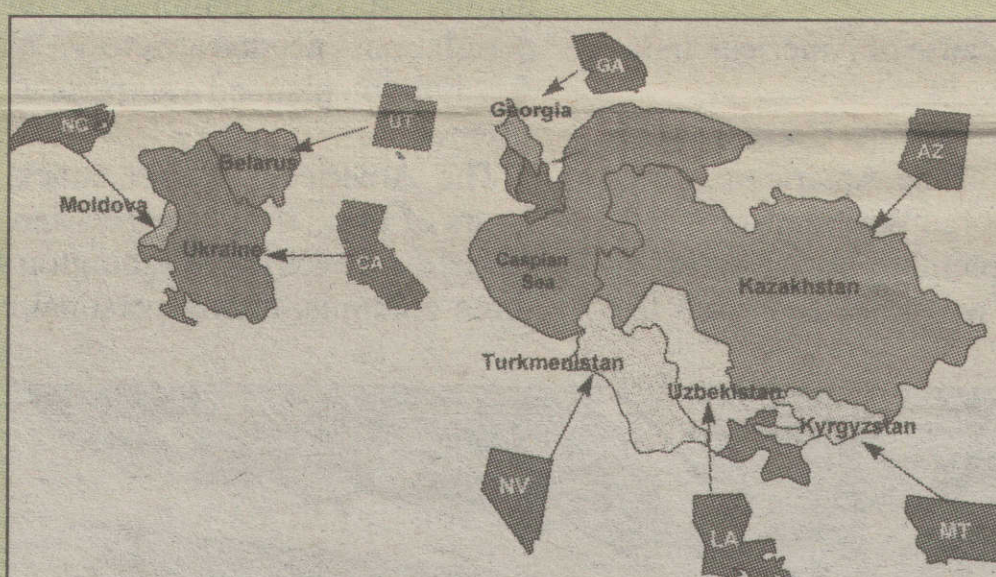 GA
Georgia
NC
UT
AZ
Belarus
Moldova
Ukraine
CA
Caspian
Sea
Kazakhstan
Turkmenistan
Uzbekistan
Kyrgyzstan
NV
LA
MT